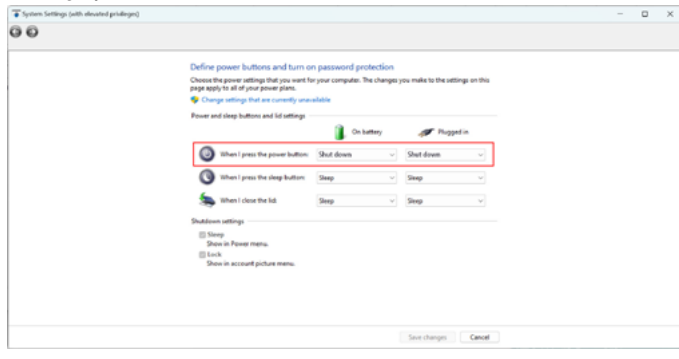 System Settings (with elevated privileges)
Define power buttons and turn on password protection
Choose the power settings that you want for your computer. The changes you make to the settings on this
page apply to all of your power plans.
Change settings that are currently unavailable
Power and sleep buttons and lid settings
On battery Plugged in
When I press the power button: Shut down Shut down
When I press the sleep button: Sleep Sleep
When I close the lid: Sleep Sleep
Shutdown settings
Sleep
Show in Power menu.
Lock
Show in account picture menu.
Save changes Cancel